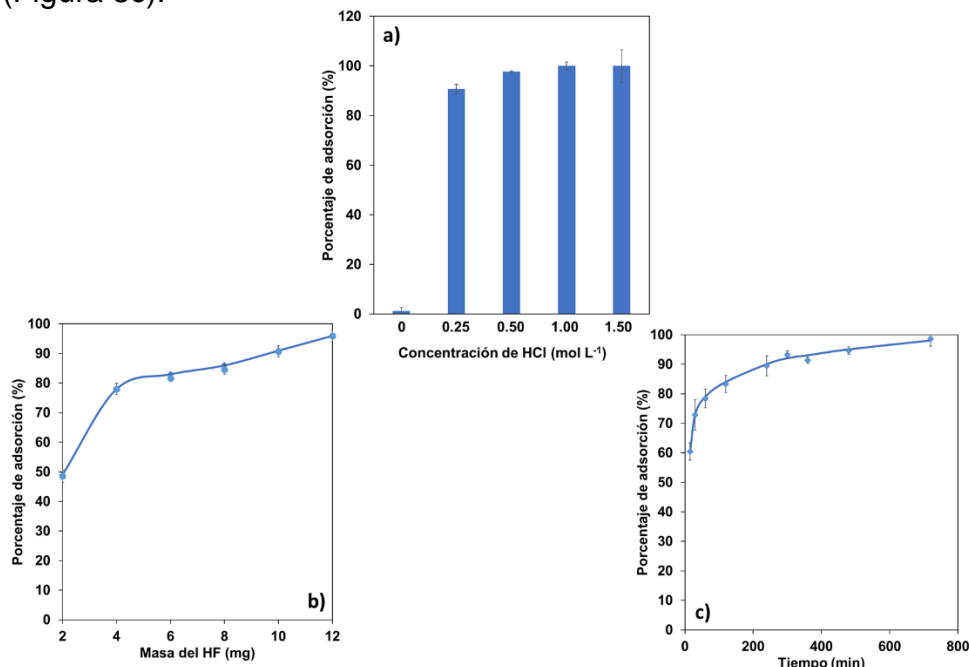 (Figura
a)
Porcentaje de adsorción (%)
120
100
80
60
40
20
0
0 0.25 0.50 1.00 1.50
Concentración de HCl (mol L⁻¹)
Porcentaje de adsorción (%)
100
90
80
70
60
50
40
30
20
10
0
b)
2 4 6 8 10 12
Masa del HF (mg)
Porcentaje de adsorción (%)
100
90
80
70
60
50
40
30
20
10
0
c)
0 200 400 600 800
Tiempo (min)